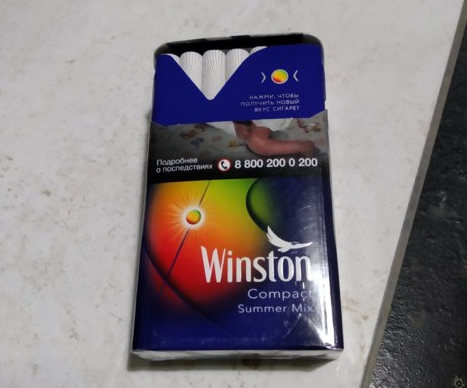 НАЖМИ, ЧТОБЫ
ПОЛУЧИТЬ НОВЫЙ
ВКУС СИГАРЕТ
Подробнее
о последствиях 8 800 200 0 200
Winston
Compact
Summer Mix